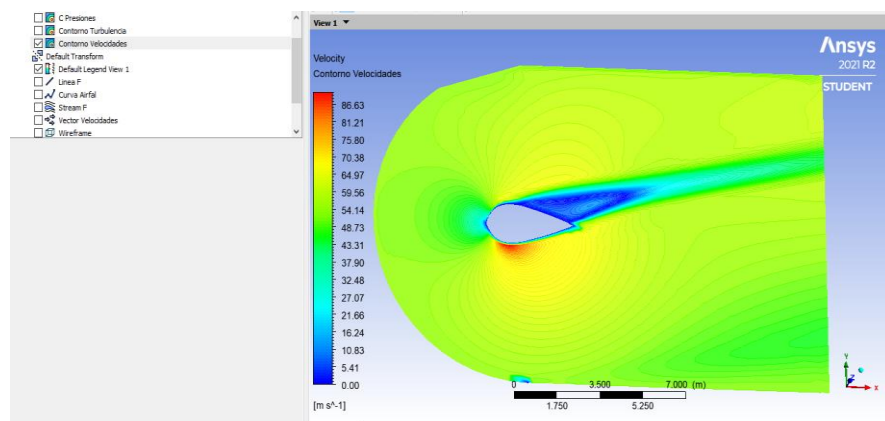 C Presiones
Contorno Turbulencia
Contorno Velocidades
Default Transform
Default Legend View 1
Linea F
Curva Airfal
Stream F
Vector Velocidades
Wireframe
View 1
Velocity
Contorno Velocidades
86.63
81.21
75.80
70.38
64.97
59.56
54.14
48.73
43.31
37.90
32.48
27.07
21.66
16.24
10.83
5.41
0.00
[m s^-1]
Ansys
2021 R2
STUDENT
0 3.500 7.000 (m)
1.750 5.250
Y
Z
X